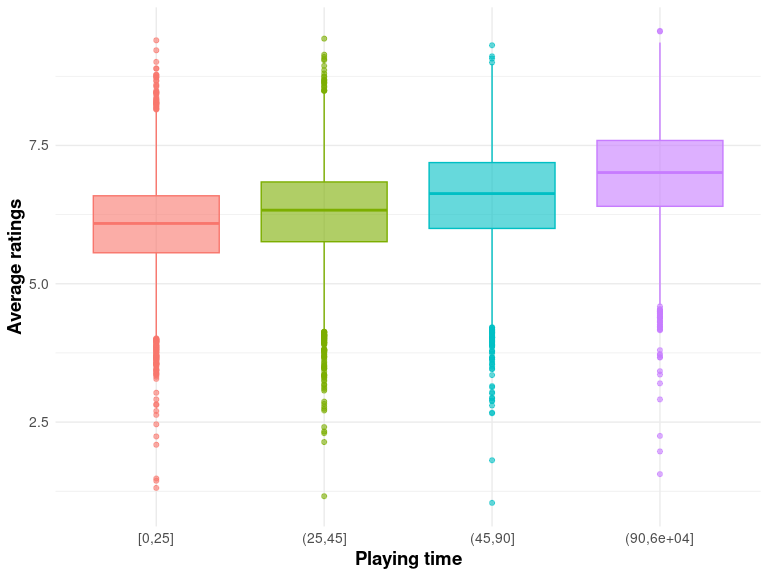 Average ratings
7.5
5.0
2.5
[0,25]
(25,45]
(45,90]
(90,6e+04]
Playing time